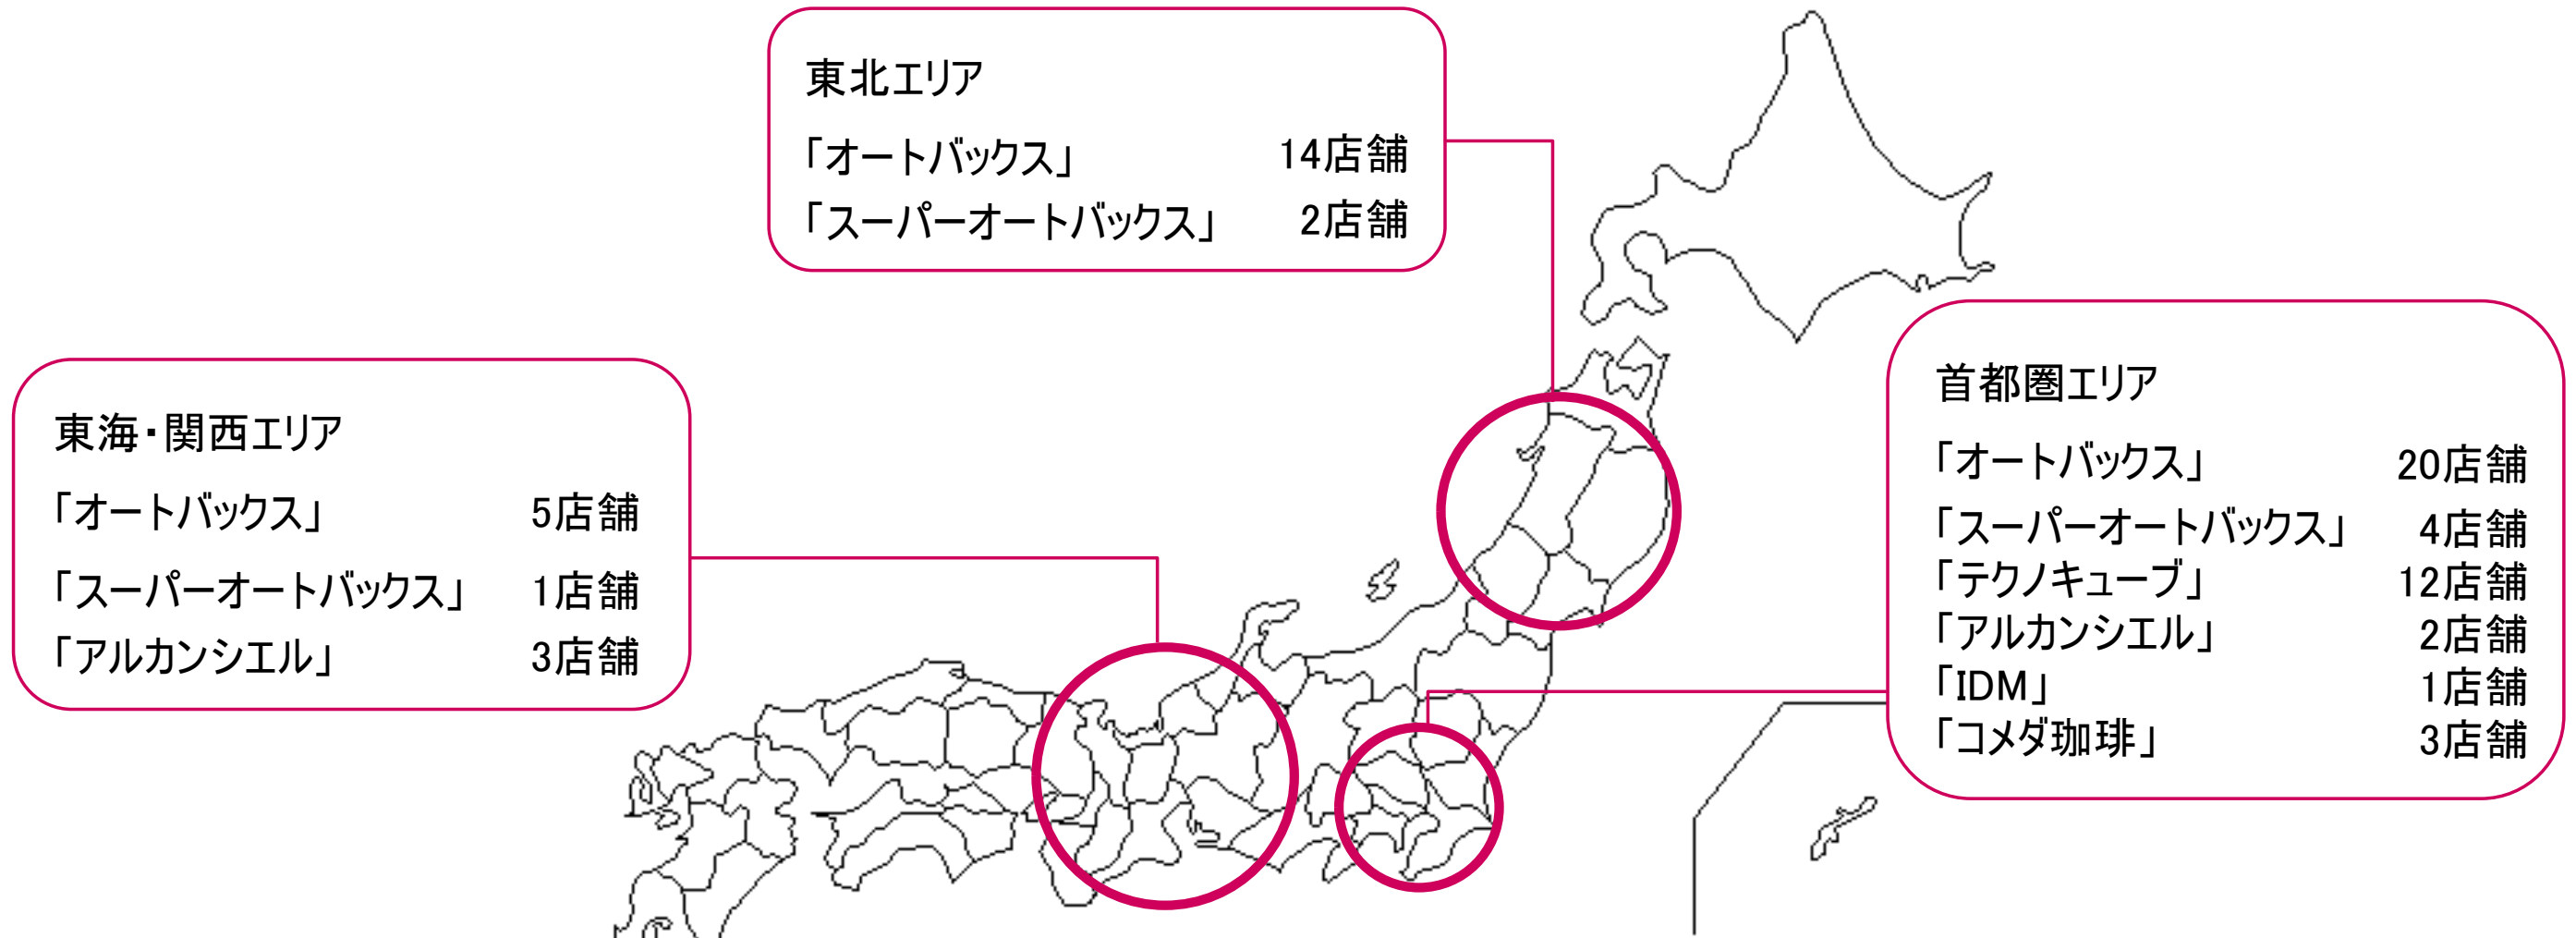 東北エリア
「オートバックス」 14店舗
「スーパーオートバックス」 2店舗
東海・関西エリア
「オートバックス」 5店舗
「スーパーオートバックス」 1店舗
「アルカンシエル」 3店舗
首都圏エリア
「オートバックス」 20店舗
「スーパーオートバックス」 4店舗
「テクノキューブ」 12店舗
「アルカンシエル」 2店舗
「IDM」 1店舗
「コメダ珈琲」 3店舗